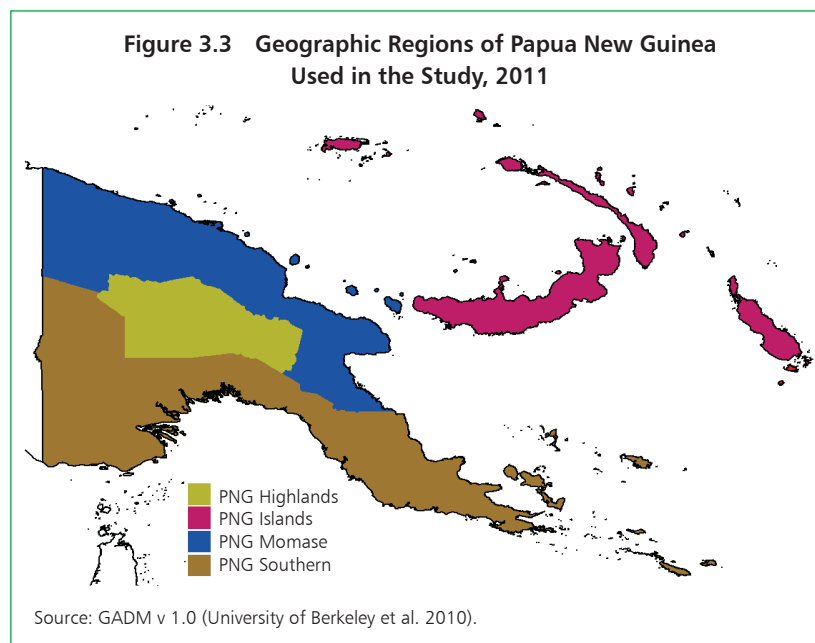 Figure 3.3 Geographic Regions of Papua New Guinea
Used in the Study, 2011
PNG Highlands
PNG Islands
PNG Momase
PNG Southern
Source: GADM v 1.0 (University of Berkeley et al. 2010).